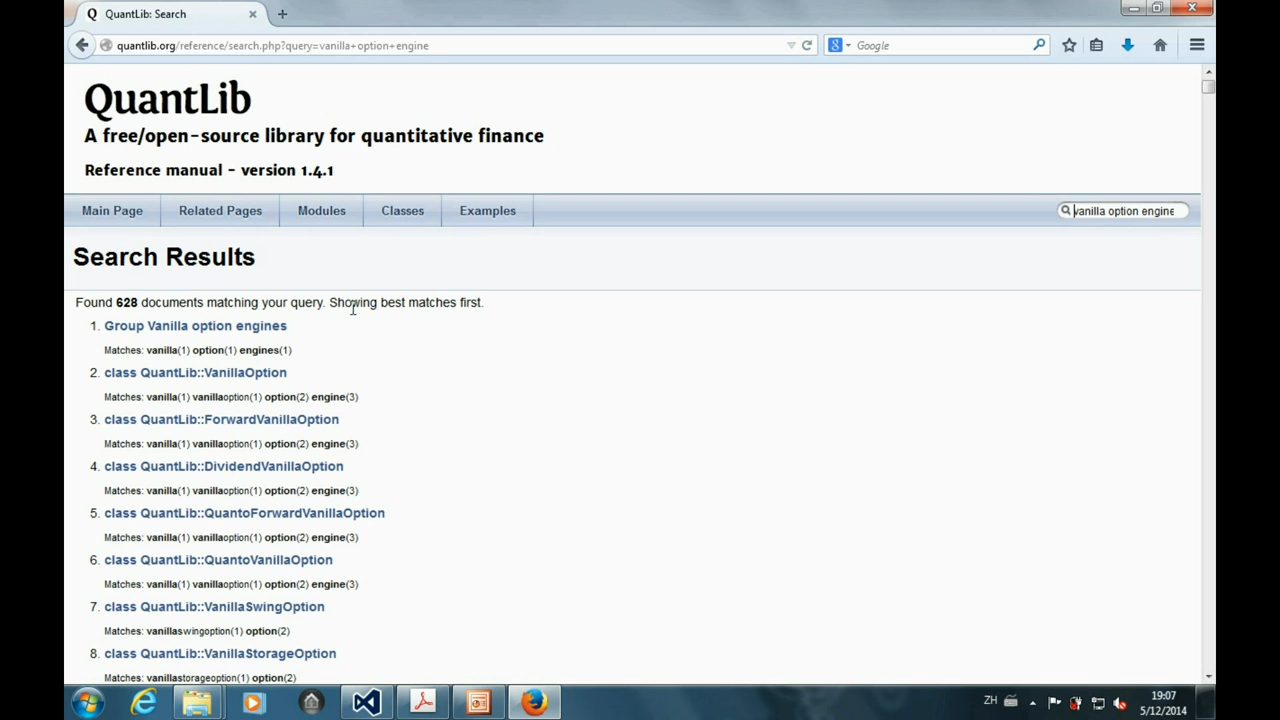 QuantLib: Search
quantlib.org/reference/search.php?query=vanilla+option+engine
Google
QuantLib
A free/open-source library for quantitative finance
Reference manual - version 1.4.1
Main Page
Related Pages
Modules
Classes
Examples
vanilla option engine
Search Results
Found 628 documents matching your query. Showing best matches first.
1. Group Vanilla option engines
Matches: vanilla(1) option(1) engines(1)
2. class QuantLib::VanillaOption
Matches: vanilla(1) vanillaoption(1) option(2) engine(3)
3. class QuantLib::ForwardVanillaOption
Matches: vanilla(1) vanillaoption(1) option(2) engine(3)
4. class QuantLib::DividendVanillaOption
Matches: vanilla(1) vanillaoption(1) option(2) engine(3)
5. class QuantLib::QuantoForwardVanillaOption
Matches: vanilla(1) vanillaoption(1) option(2) engine(3)
6. class QuantLib::QuantoVanillaOption
Matches: vanilla(1) vanillaoption(1) option(2) engine(3)
7. class QuantLib::VanillaSwingOption
Matches: vanillaswingoption(1) option(2)
8. class QuantLib::VanillaStorageOption
Matches: vanillastorageoption(1) option(2)
ZH
19:07
5/12/2014